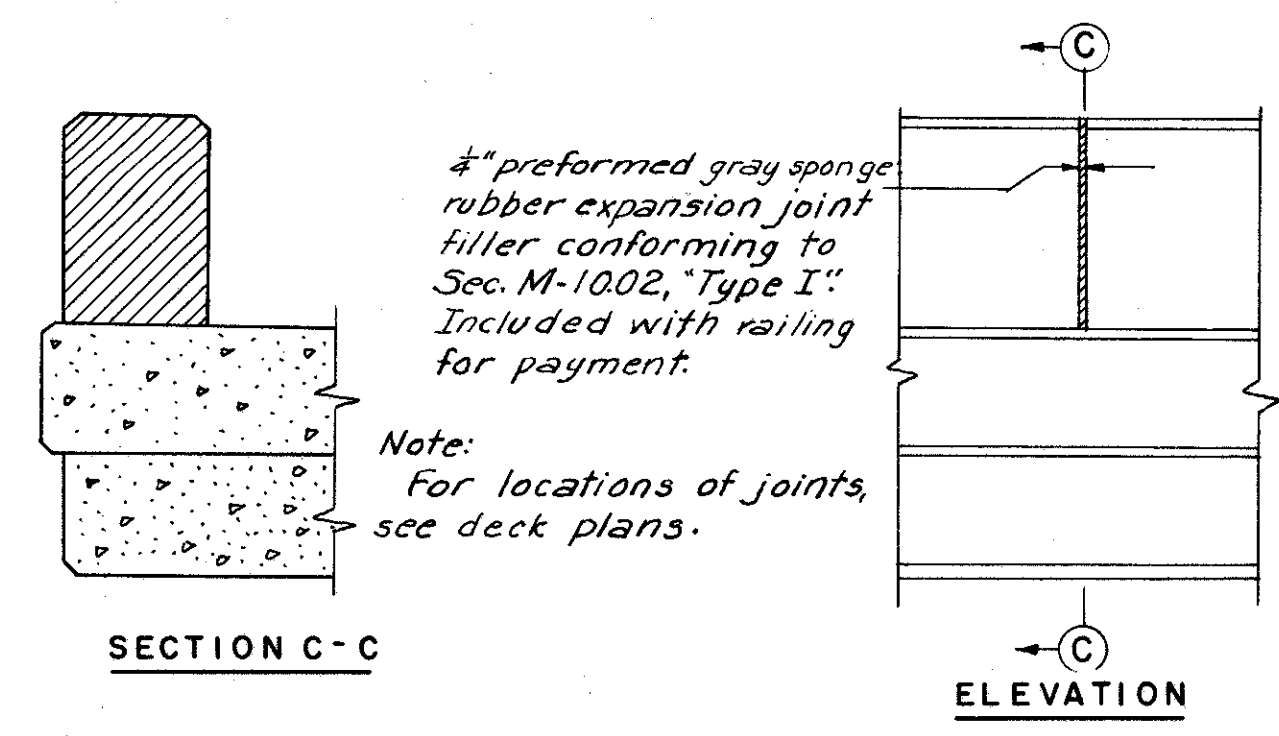 C
¼" preformed gray sponge
rubber expansion joint
filler conforming to
Sec. M-10.02, "Type I".
Included with railing
for payment.
Note:
For locations of joints,
see deck plans.
SECTION C-C
C
ELEVATION